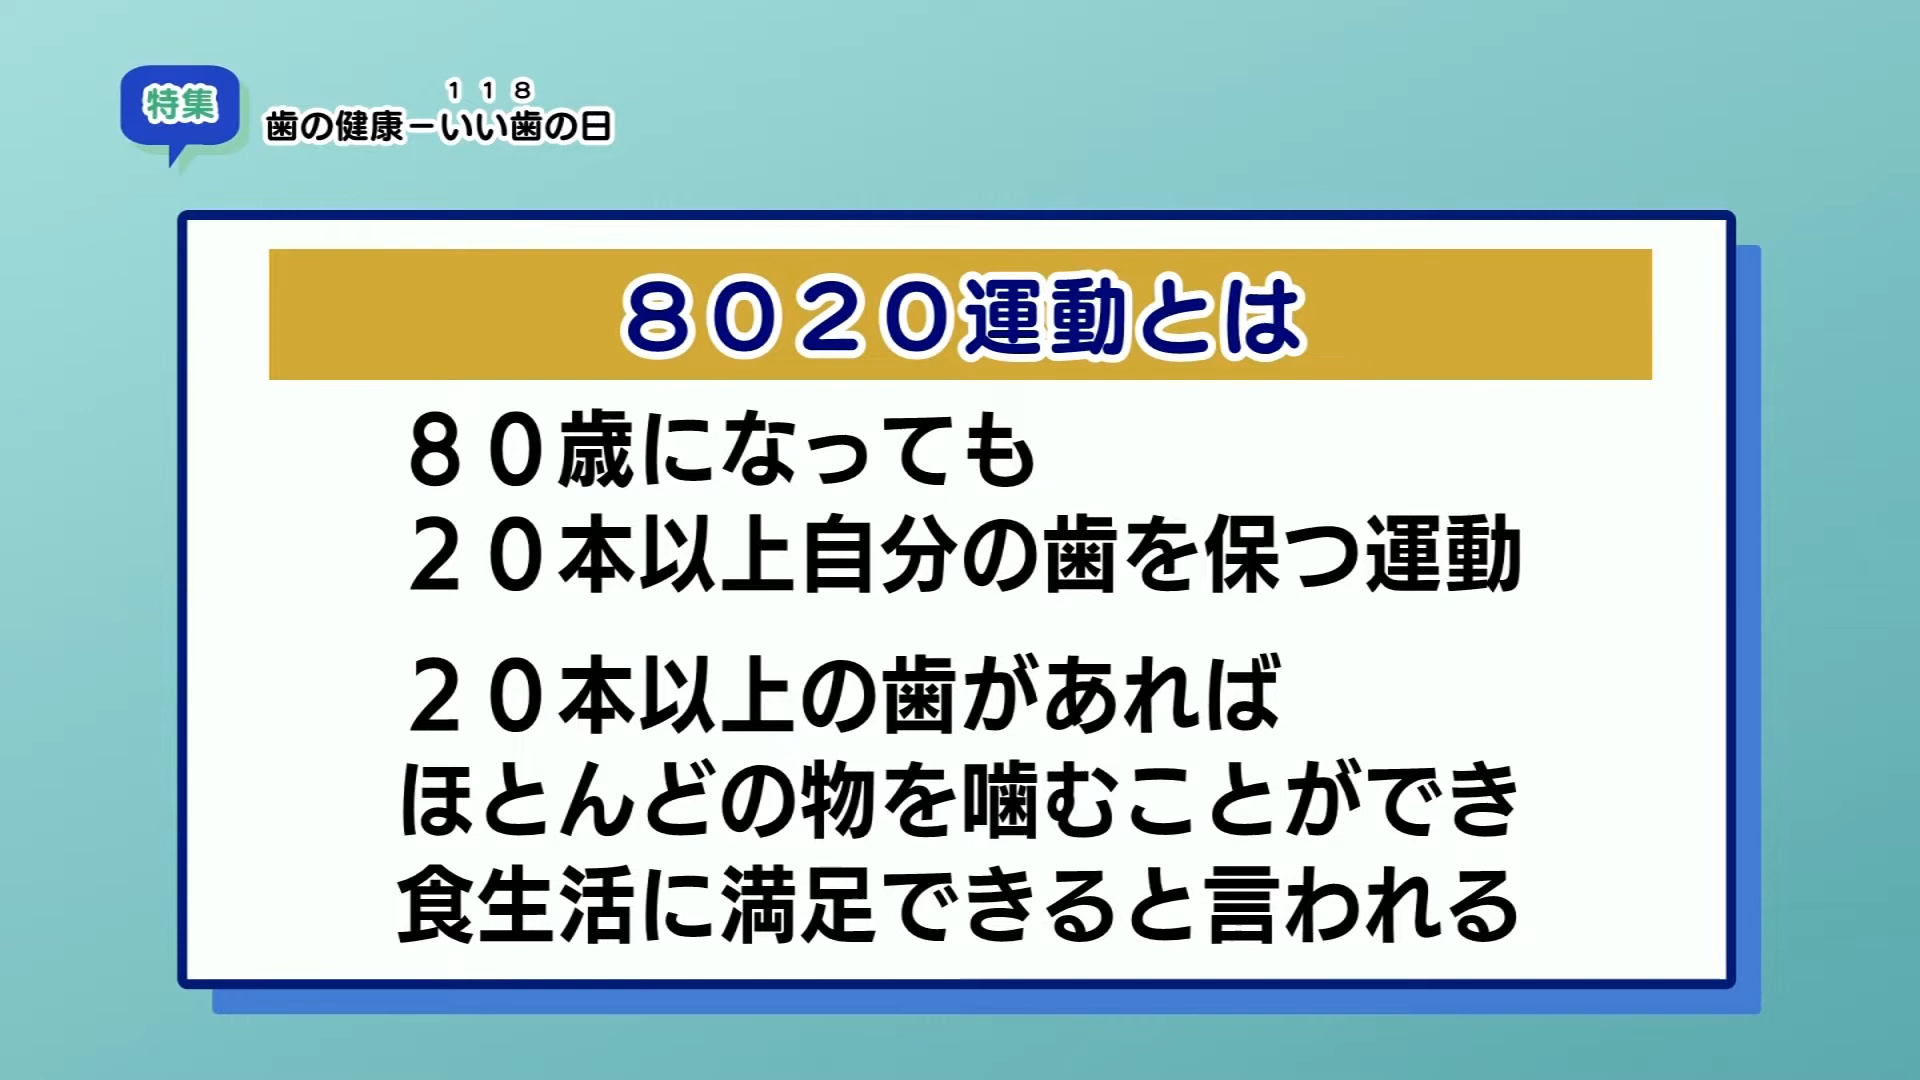 特集
１１８
歯の健康－いい歯の日
８０２０運動とは
８０歳になっても
２０本以上自分の歯を保つ運動
２０本以上の歯があれば
ほとんどの物を噛むことができ
食生活に満足できると言われる